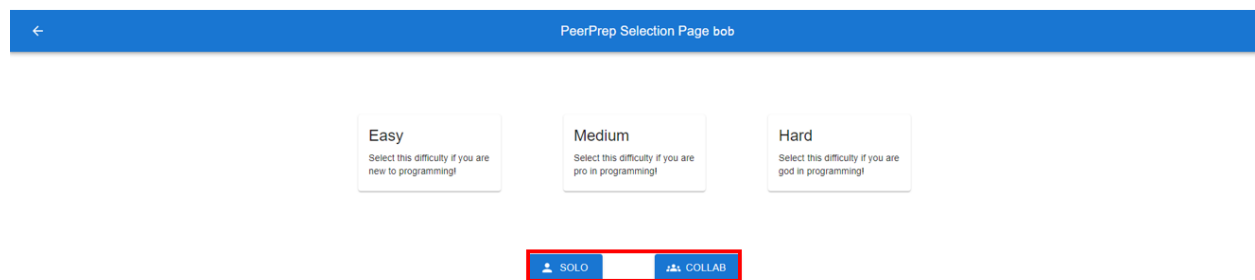 PeerPrep Selection Page bob
Easy
Select this difficulty if you are
new to programming!
Medium
Select this difficulty if you are
pro in programming!
Hard
Select this difficulty if you are
god in programming!
SOLO
COLLAB